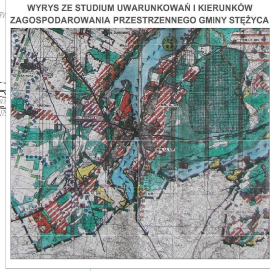 WYRYS ZE STUDIUM UWARUNKOWAŃ I KIERUNKÓW
ZAGOSPODAROWANIA PRZESTRZENNEGO GMINY STĘŻYCA